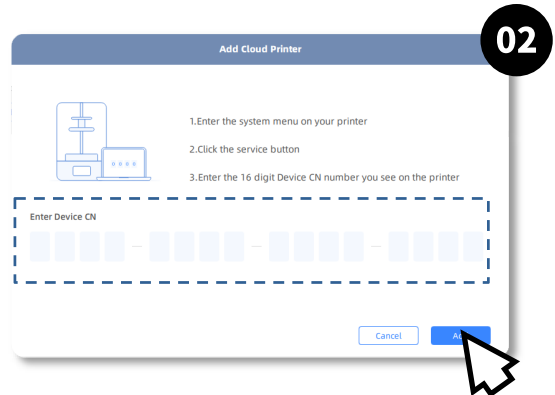 02
Add Cloud Printer
1.Enter the system menu on your printer
2.Click the service button
3.Enter the 16 digit Device CN number you see on the printer
Enter Device CN
Cancel